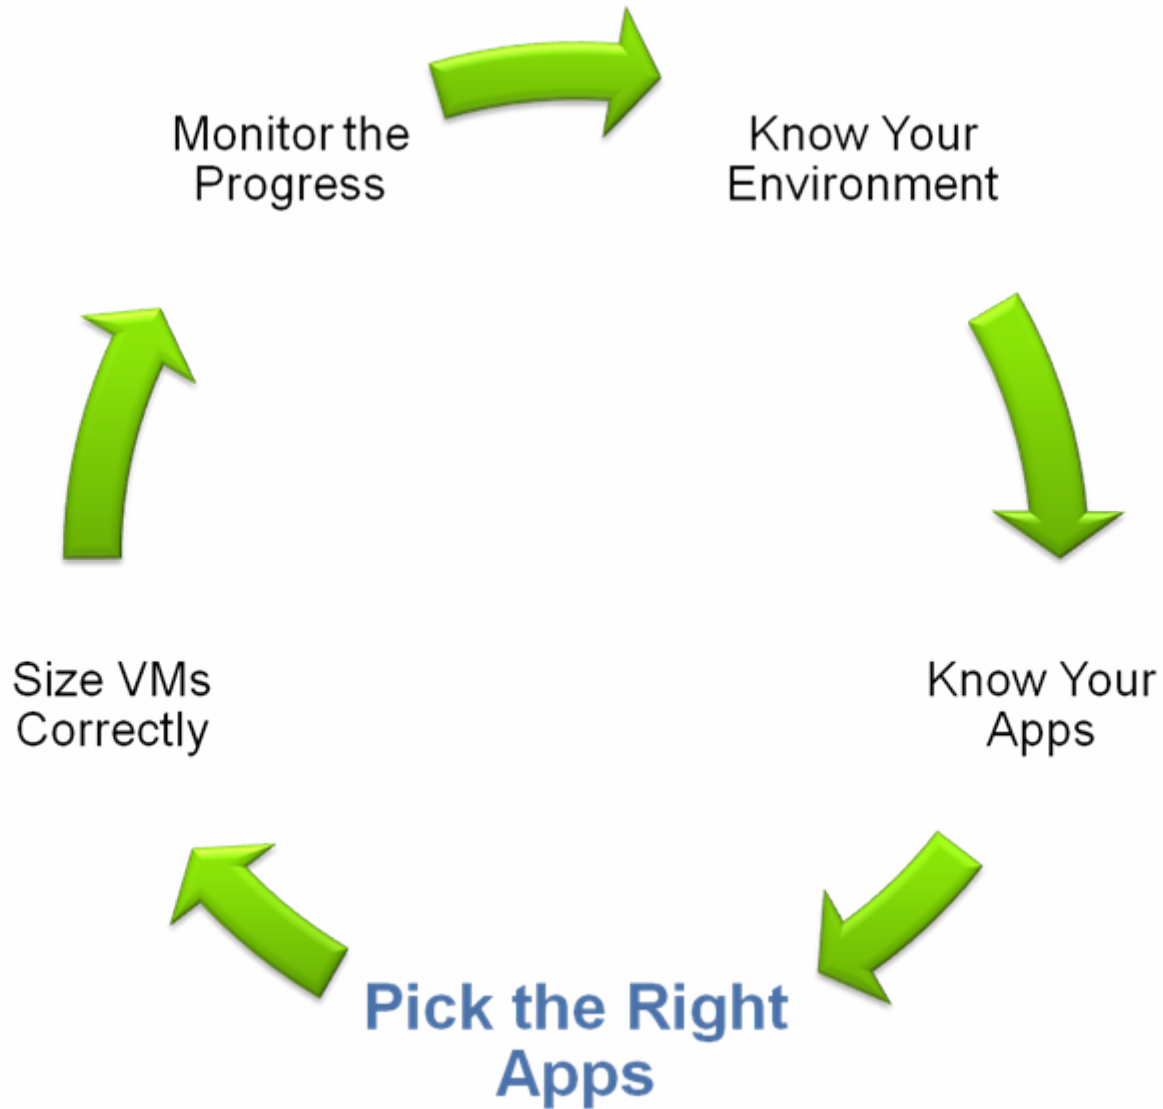 Monitor the
Progress
Know Your
Environment
Know Your
Apps
Pick the Right
Apps
Size VMs
Correctly